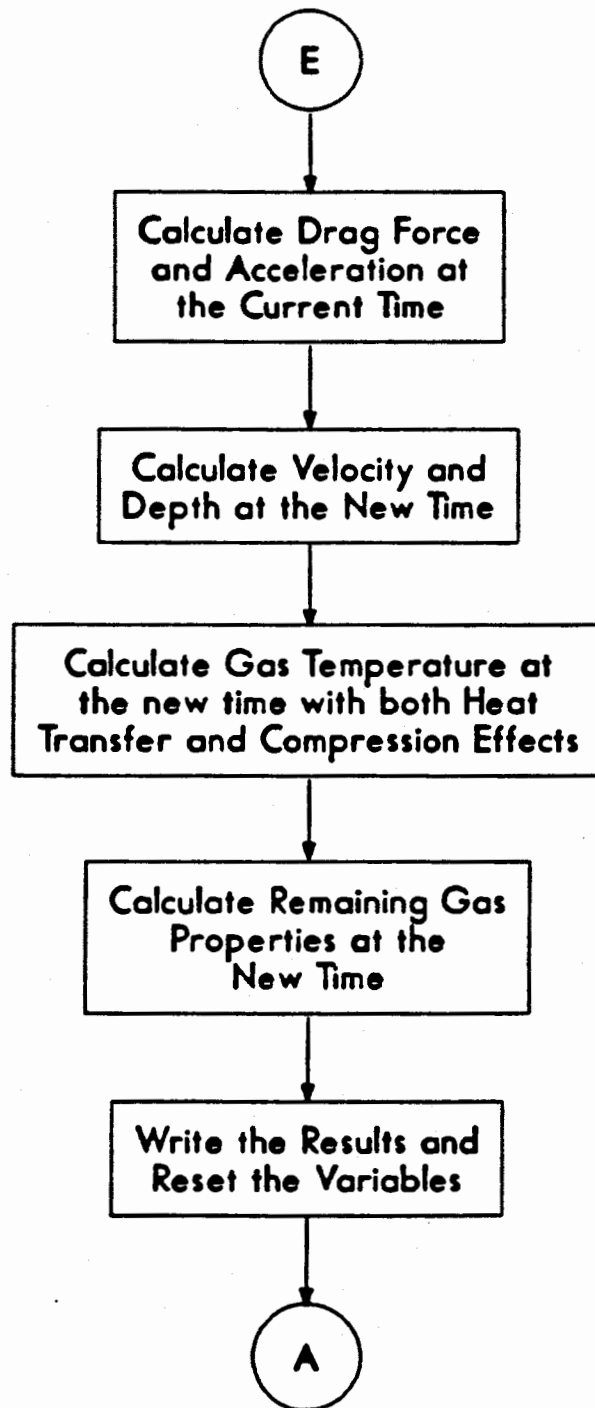 E
Calculate Drag Force
and Acceleration at
the Current Time
Calculate Velocity and
Depth at the New Time
Calculate Gas Temperature at
the new time with both Heat
Transfer and Compression Effects
Calculate Remaining Gas
Properties at the
New Time
Write the Results and
Reset the Variables
A